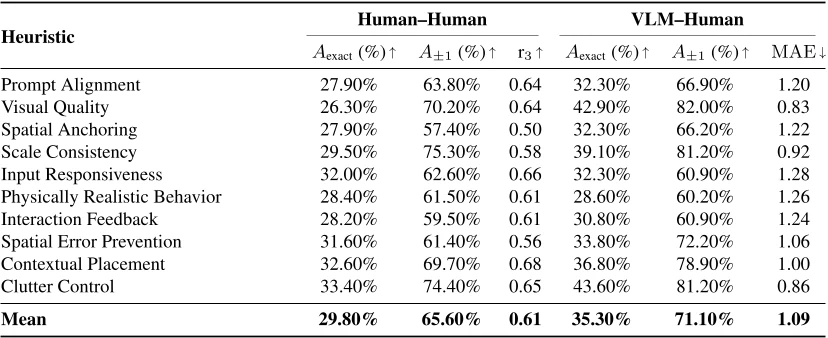 Heuristic Human–Human VLM–Human
A_exact (%)↑ A_±1 (%)↑ r_3↑ A_exact (%)↑ A_±1 (%)↑ MAE↓
Prompt Alignment 27.90% 63.80% 0.64 32.30% 66.90% 1.20
Visual Quality 26.30% 70.20% 0.64 42.90% 82.00% 0.83
Spatial Anchoring 27.90% 57.40% 0.50 32.30% 66.20% 1.22
Scale Consistency 29.50% 75.30% 0.58 39.10% 81.20% 0.92
Input Responsiveness 32.00% 62.60% 0.66 32.30% 60.90% 1.28
Physically Realistic Behavior 28.40% 61.50% 0.61 28.60% 60.20% 1.26
Interaction Feedback 28.20% 59.50% 0.61 30.80% 60.90% 1.24
Spatial Error Prevention 31.60% 61.40% 0.56 33.80% 72.20% 1.06
Contextual Placement 32.60% 69.70% 0.68 36.80% 78.90% 1.00
Clutter Control 33.40% 74.40% 0.65 43.60% 81.20% 0.86
Mean 29.80% 65.60% 0.61 35.30% 71.10% 1.09